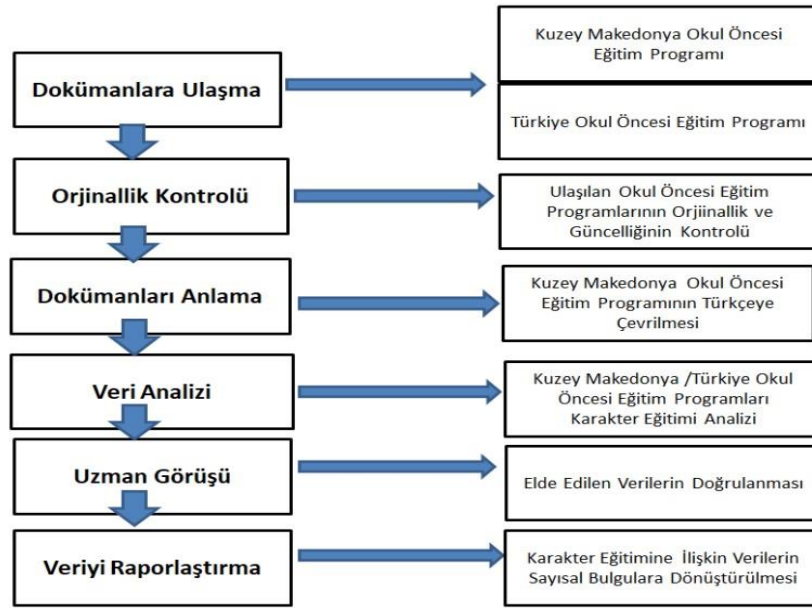 Kuzey Makedonya Okul Öncesi
Eğitim Programı
Dokümanlara Ulaşma
Türkiye Okul Öncesi Eğitim Programı
Orjinallik Kontrolü
Ulaşılan Okul Öncesi Eğitim
Programlarının Orjiinallik ve
Güncelliğinin Kontrolü
Dokümanları Anlama
Kuzey Makedonya Okul Öncesi
Eğitim Programının Türkçeye
Çevrilmesi
Veri Analizi
Kuzey Makedonya /Türkiye Okul
Öncesi Eğitim Programları
Karakter Eğitimi Analizi
Uzman Görüşü
Elde Edilen Verilerin Doğrulanması
Veriyi Raporlaştırma
Karakter Eğitimine İlişkin Verilerin
Sayısal Bulgulara Dönüştürülmesi